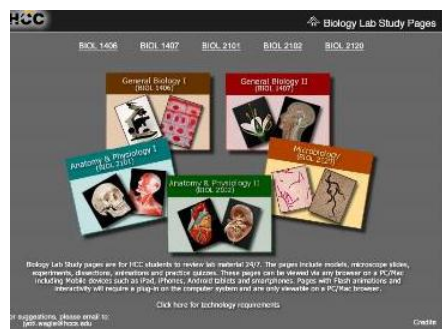 HCC
Biology Lab Study Pages
BIOL 1406 BIOL 1407 BIOL 2101 BIOL 2102 BIOL 2120
General Biology I
(BIOL 1406)
General Biology II
(BIOL 1407)
Anatomy & Physiology I
(BIOL 2101)
Microbiology
(BIOL 2120)
Anatomy & Physiology II
(BIOL 2102)
Biology Lab Study Pages are for HCC students to review lab material 24/7. The pages include models, microscope slides,
experiments, dissections, animations and practice quizzes. These pages can be viewed via any browser on a PC/Mac
including Mobile devices such as iPad, iPhones, Android tablets and smartphones. Pages with Flash animations and
interactivity will require a plug-in on the computer system and are only viewable on a PC/Mac browser.
Click here for technology requirements
or suggestions, please email to:
Credits